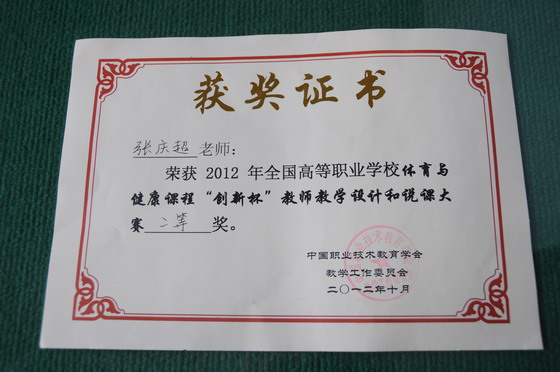 获奖证书
张庆超老师：
荣获 2012 年全国高等职业学校体育与
健康课程“创新杯”教师教学设计和说课大
赛 二等 奖。
中国职业技术教育学会
教学工作委员会
二〇一二年十月